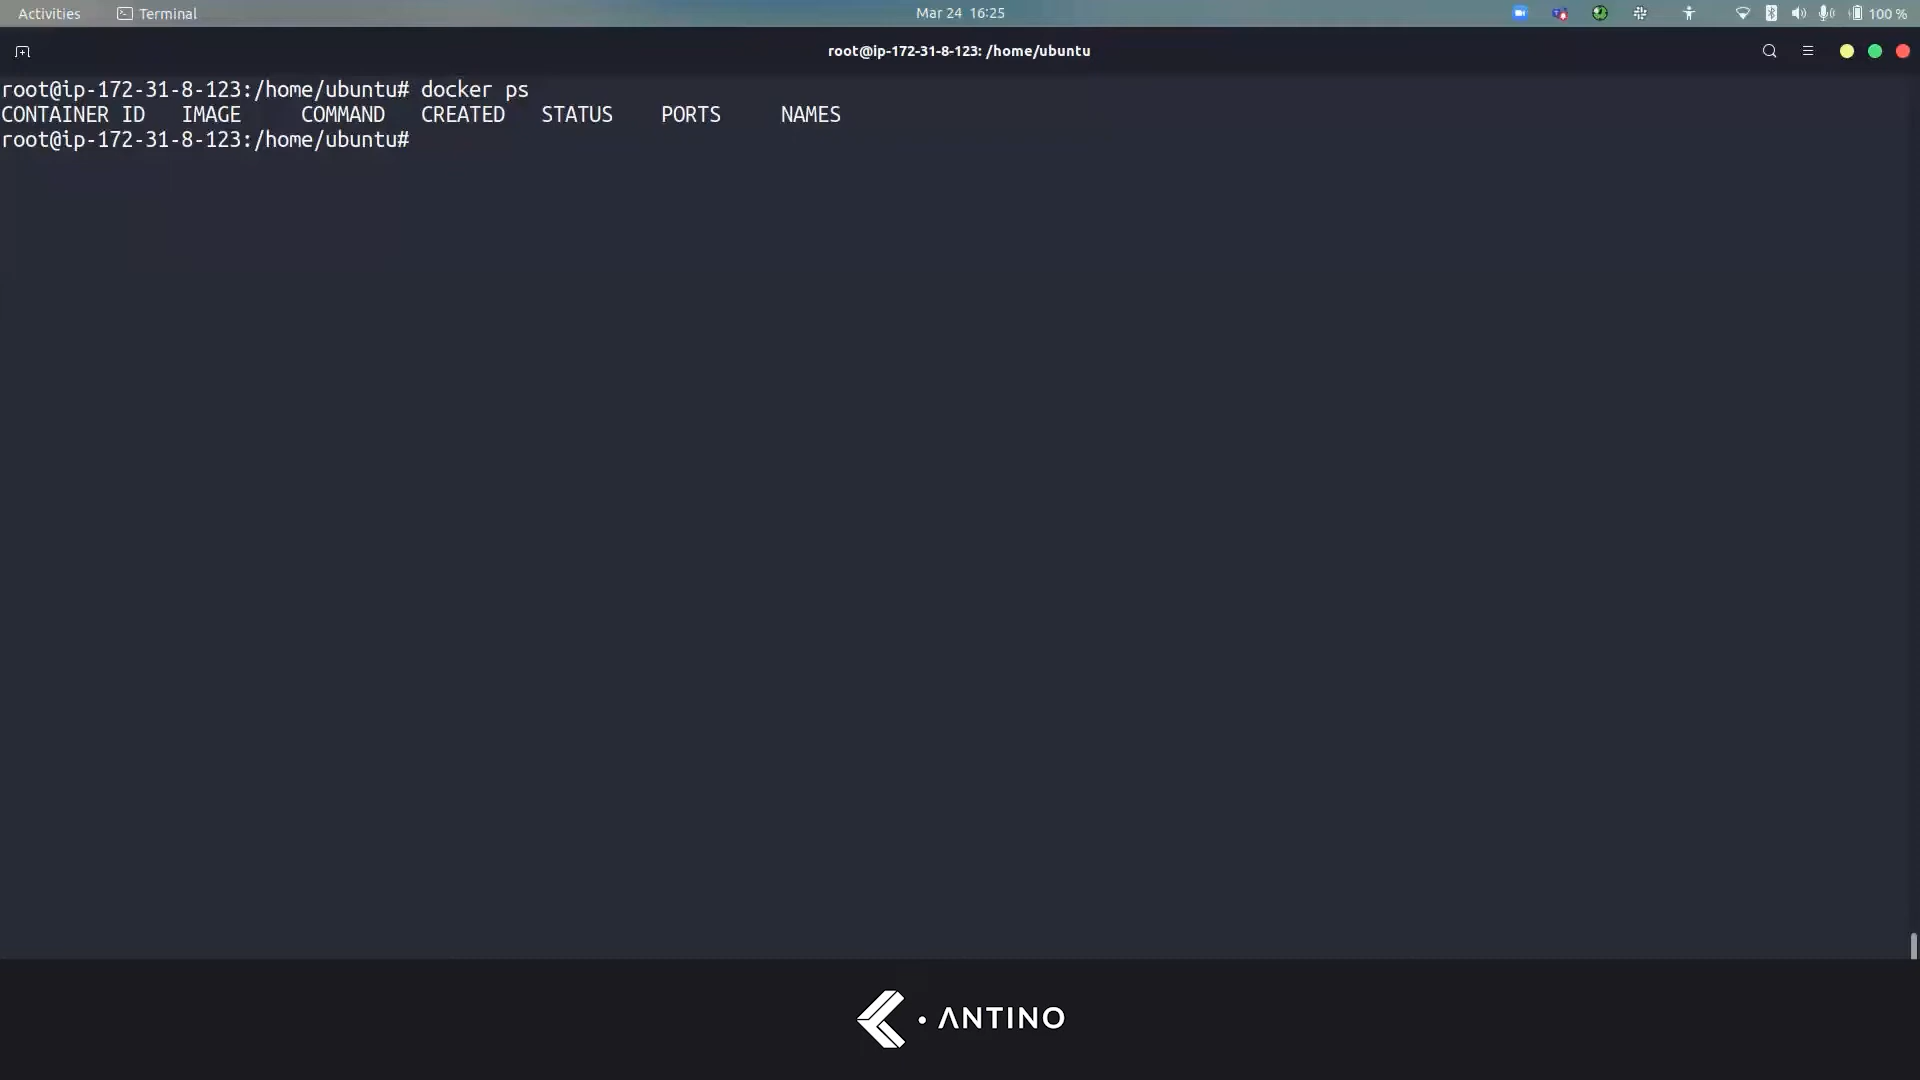 Activities Terminal Mar 24 16:25 100 %
root@ip-172-31-8-123: /home/ubuntu
root@ip-172-31-8-123:/home/ubuntu# docker ps
CONTAINER ID   IMAGE     COMMAND   CREATED   STATUS    PORTS     NAMES
root@ip-172-31-8-123:/home/ubuntu#
ANTINO